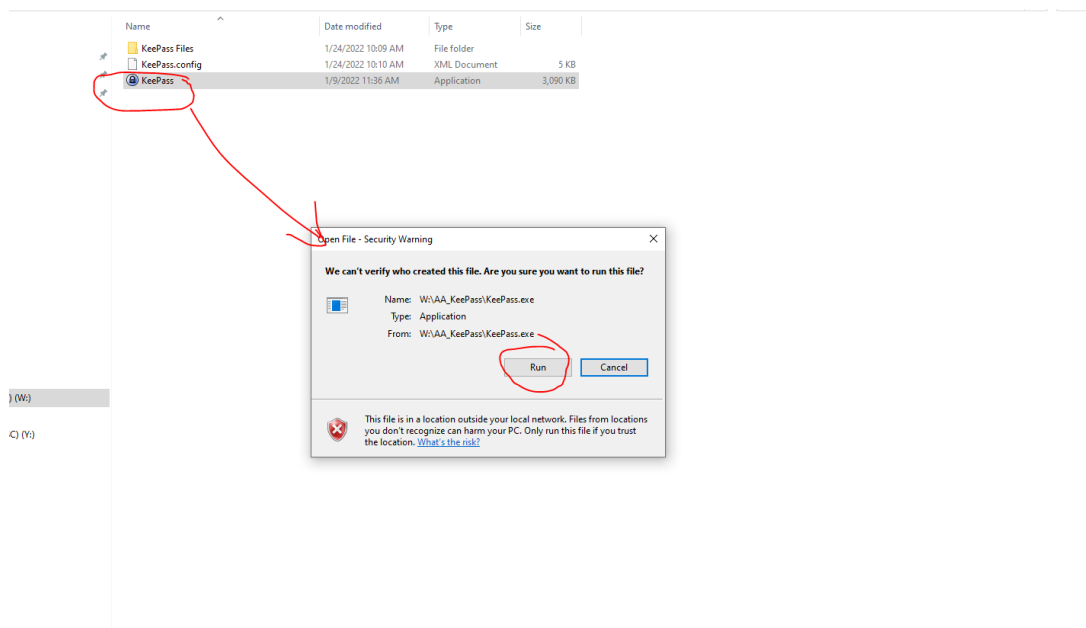 Name Date modified Type Size
KeePass Files 1/24/2022 10:09 AM File folder
KeePass.config 1/24/2022 10:10 AM XML Document 5 KB
KeePass 1/9/2022 11:36 AM Application 3,090 KB
Open File - Security Warning
We can't verify who created this file. Are you sure you want to run this file?
Name: W:\AA_KeePass\KeePass.exe
Type: Application
From: W:\AA_KeePass\KeePass.exe
Run Cancel
) (W:)
This file is in a location outside your local network. Files from locations
you don't recognize can harm your PC. Only run this file if you trust
the location. What's the risk?
C) (Y:)